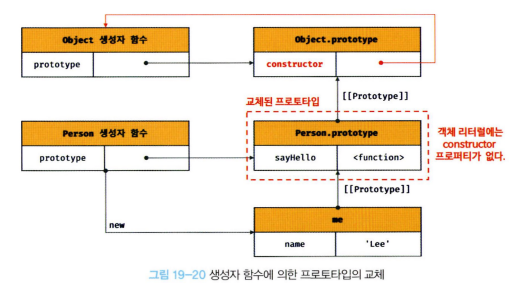 Object 생성자 함수
Object.prototype
prototype
constructor
[[Prototype]]
교체된 프로토타입
Person 생성자 함수
Person.prototype
객체 리터럴에는
constructor
프로퍼티가 없다.
prototype
sayHello
<function>
[[Prototype]]
new
me
name
'Lee'
그림 19-20 생성자 함수에 의한 프로토타입의 교체